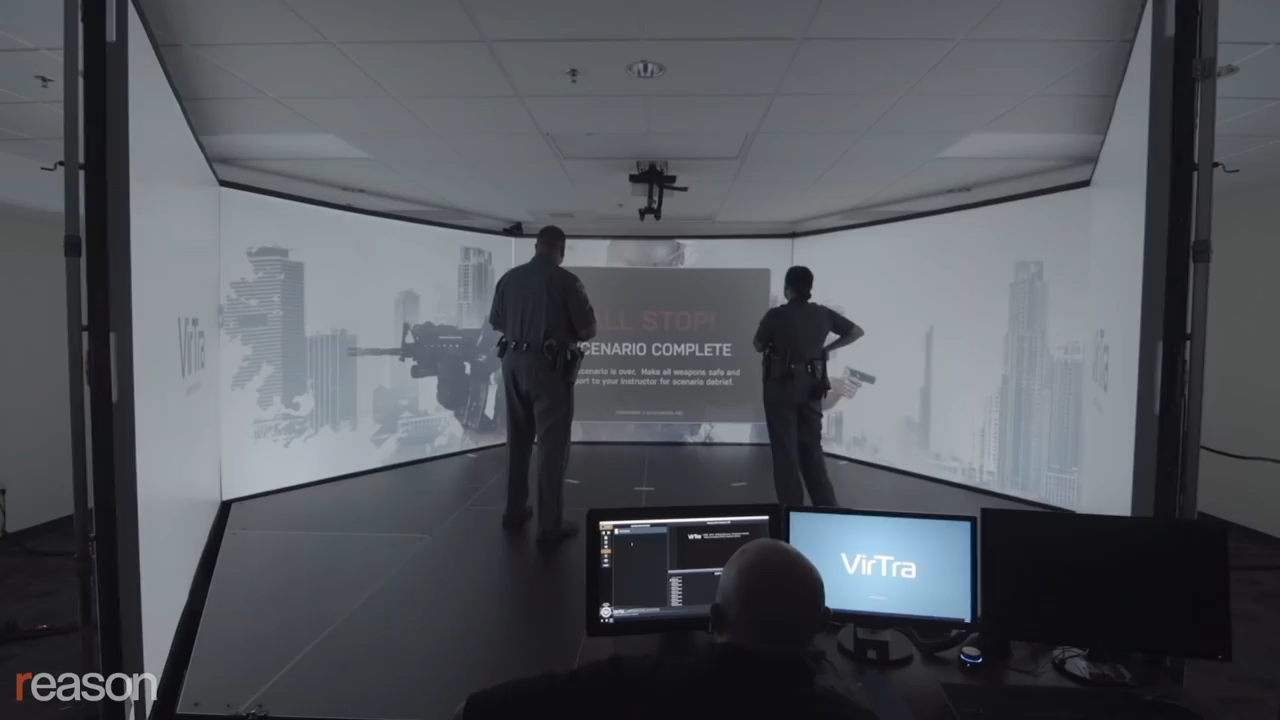 VirTra
ALL STOP!
SCENARIO COMPLETE
scenario is over. Make all weapons safe and
port to your instructor for scenario debrief.
VirTra
VirTra
VirTra
reason